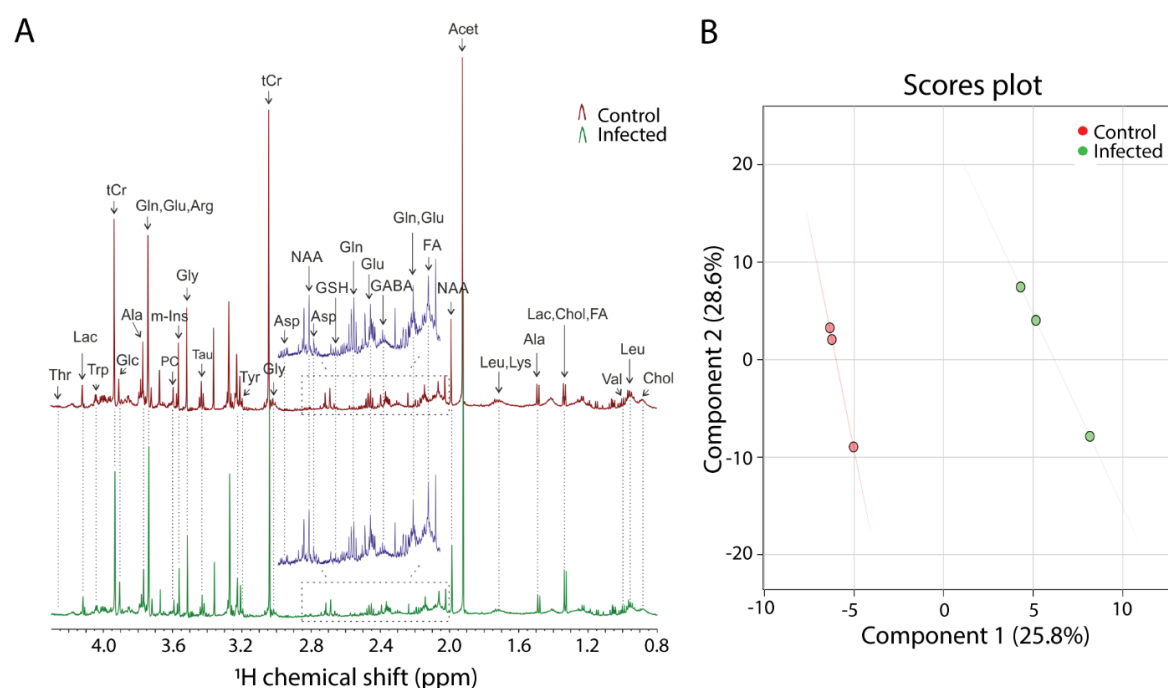 A
Acet
tCr
Control
Infected
tCr
Gln,Glu,Arg
Gly
Ala
m-Ins
Lac
Trp
Glc
PC
Tau
Thr
Tyr
Gly
Asp
NAA
Asp
GSH
Gln
Glu
GABA
Gln,Glu
FA
NAA
Leu,Lys
Ala
Lac,Chol,FA
Val
Leu
Chol
4.0 3.6 3.2 2.8 2.4 2.0 1.6 1.2 0.8
¹H chemical shift (ppm)
B
Scores plot
Control
Infected
20
10
0
-10
-20
Component 2 (28.6%)
-10 -5 0 5 10
Component 1 (25.8%)